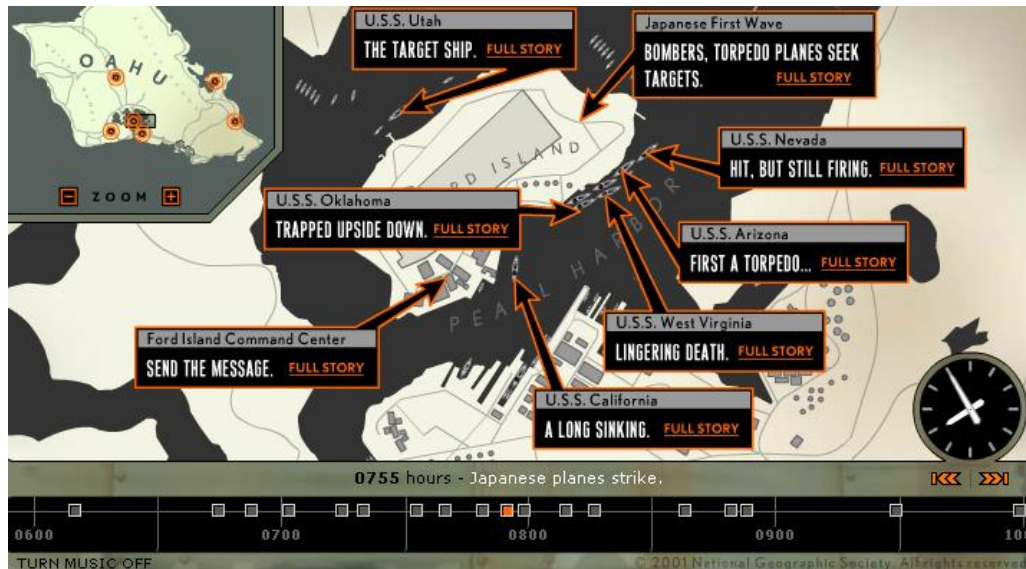 OAHU
ZOOM
U.S.S. Utah
THE TARGET SHIP. FULL STORY
Japanese First Wave
BOMBERS, TORPEDO PLANES SEEK
TARGETS. FULL STORY
U.S.S. Nevada
HIT, BUT STILL FIRING. FULL STORY
ISLAND
U.S.S. Oklahoma
TRAPPED UPSIDE DOWN. FULL STORY
U.S.S. Arizona
FIRST A TORPEDO... FULL STORY
PEARL HARBOR
U.S.S. West Virginia
LINGERING DEATH. FULL STORY
Ford Island Command Center
SEND THE MESSAGE. FULL STORY
U.S.S. California
A LONG SINKING. FULL STORY
0755 hours - Japanese planes strike.
0600 0700 0800 0900
TURN MUSIC OFF
© 2001 National Geographic Society. All rights reserved